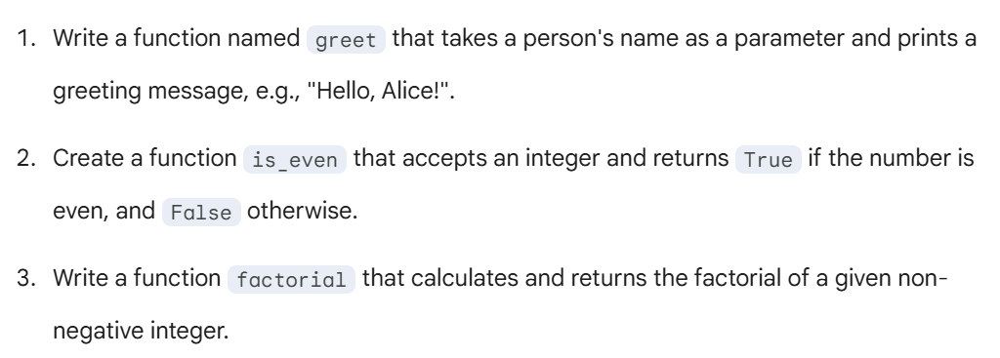 1. Write a function named greet that takes a person's name as a parameter and prints a
greeting message, e.g., "Hello, Alice!".
2. Create a function is_even that accepts an integer and returns True if the number is
even, and False otherwise.
3. Write a function factorial that calculates and returns the factorial of a given non-
negative integer.